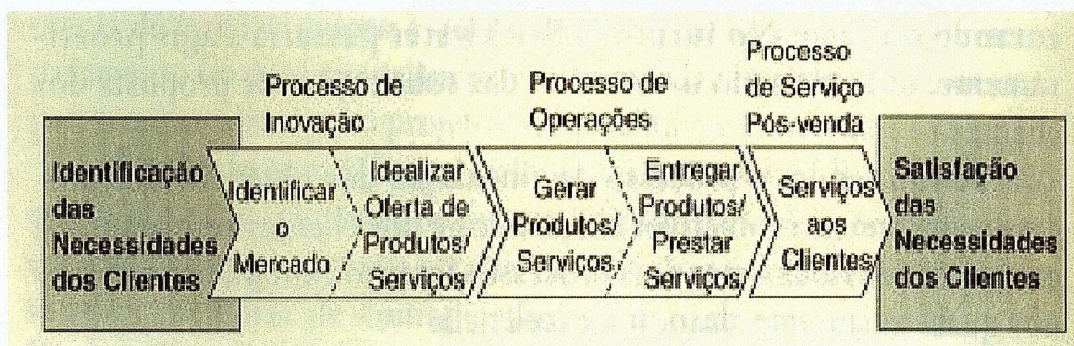 Processo de
Inovação
Processo de
Operações
Processo
de Serviço
Pós-venda
Identificação
das
Necessidades
dos Clientes
Identificar
o
Mercado
Idealizar
Oferta de
Produtos/
Serviços
Gerar
Produtos/
Serviços
Entregar
Produtos/
Prestar
Serviços
Serviços
aos
Clientes
Satisfação
das
Necessidades
dos Clientes